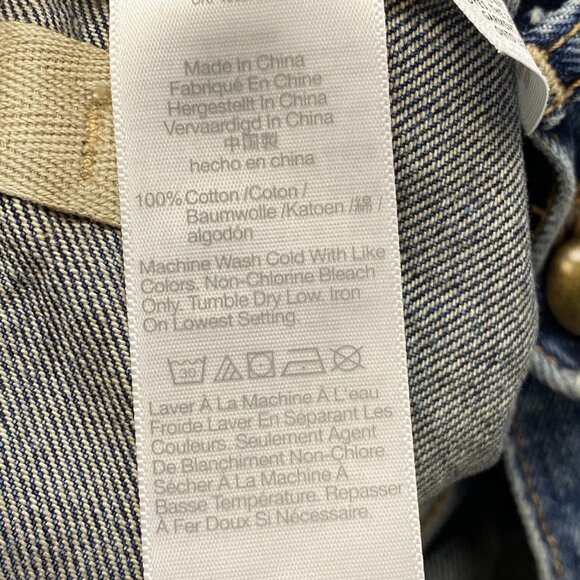 Made In China
Fabriqué En Chine
Hergestellt In China
Vervaardigd In China
中国製
hecho en china
100% Cotton /Coton /
Baumwolle /Katoen /綿 /
algodón
Machine Wash Cold With Like
Colors. Non-Chlorine Bleach
Only. Tumble Dry Low. Iron
On Lowest Setting.
30
Laver À La Machine À L'eau
Froide Laver En Séparant Les
Couleurs. Seulement Agent
De Blanchiment Non-Chlore.
Sécher À La Machine À
Basse Température. Repasser
À Fer Doux Si Nécessaire.